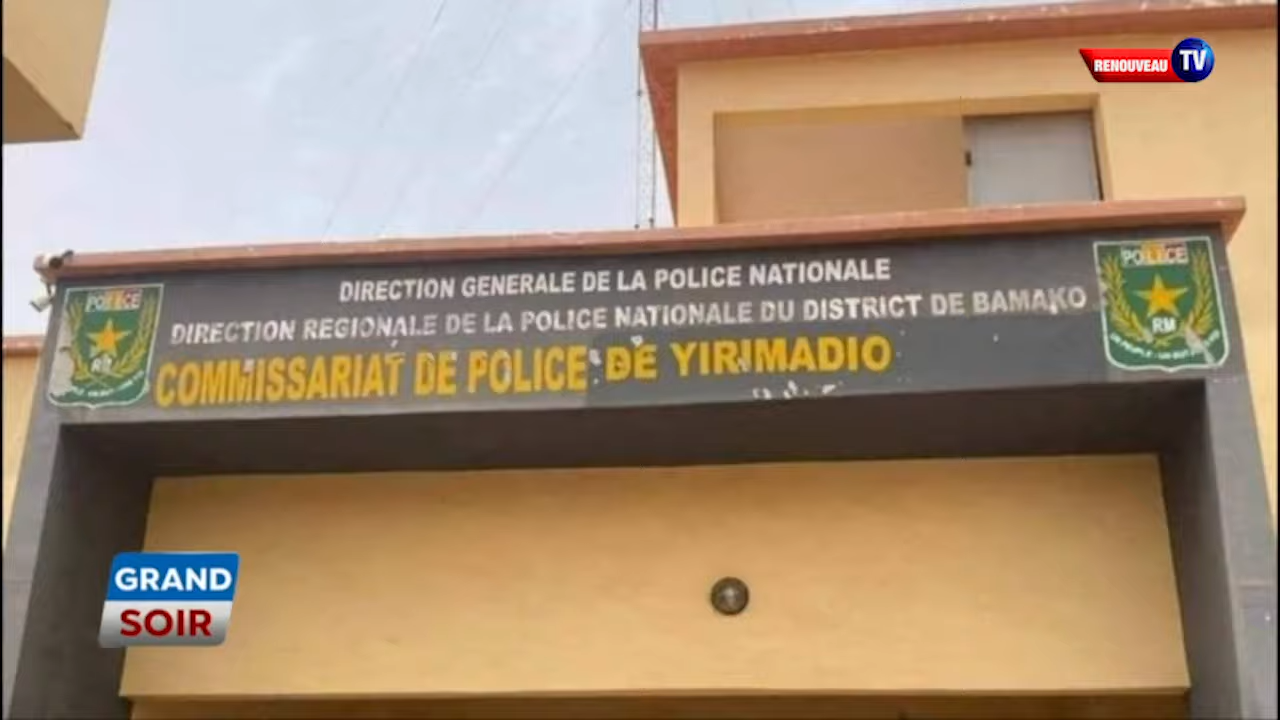 RENOUVEAU TV
DIRECTION GENERALE DE LA POLICE NATIONALE
DIRECTION REGIONALE DE LA POLICE NATIONALE DU DISTRICT DE BAMAKO
COMMISSARIAT DE POLICE DE YIRIMADIO
POLICE
RM
POLICE
RM
GRAND
SOIR